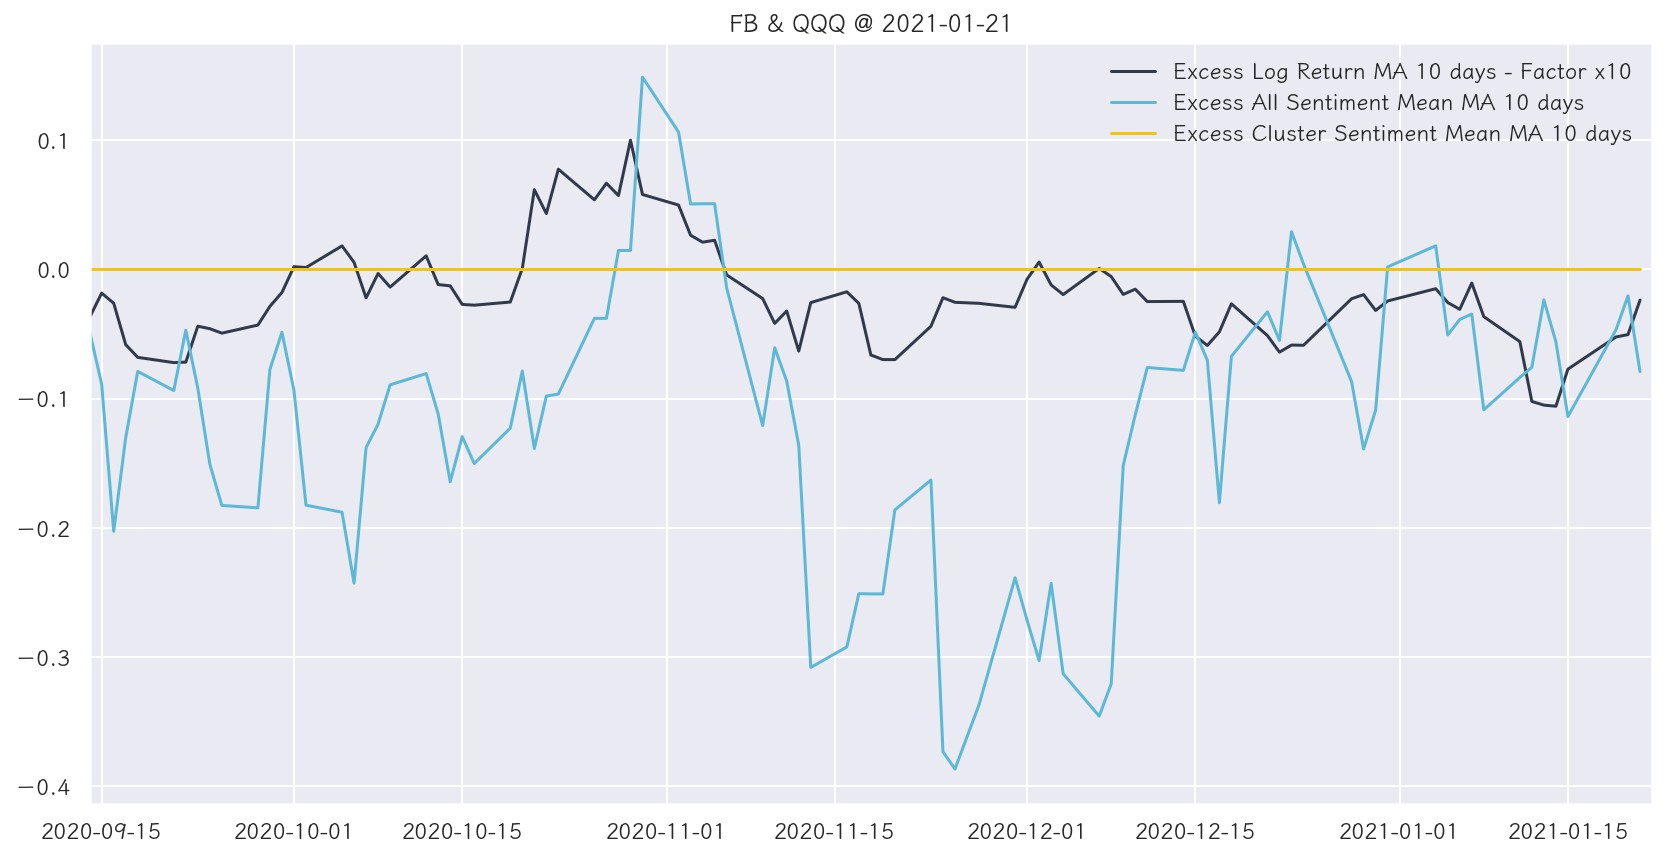 FB & QQQ @ 2021-01-21
Excess Log Return MA 10 days - Factor x10
Excess All Sentiment Mean MA 10 days
Excess Cluster Sentiment Mean MA 10 days
0.1
0.0
−0.1
−0.2
−0.3
−0.4
2020-09-15 2020-10-01 2020-10-15 2020-11-01 2020-11-15 2020-12-01 2020-12-15 2021-01-01 2021-01-15